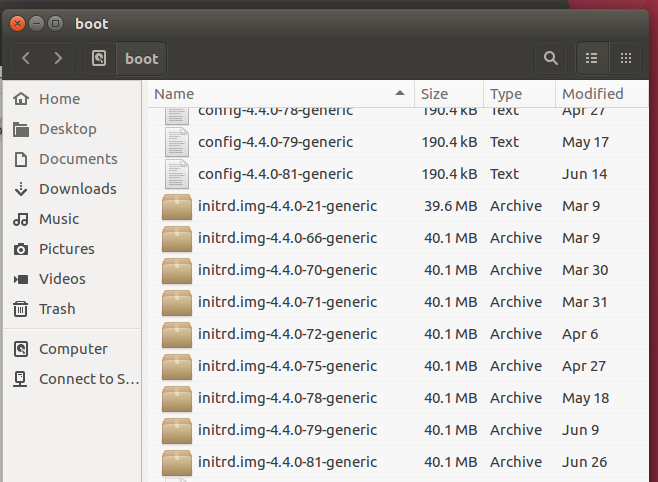 boot
boot
Name Size Type Modified
Home
Desktop
Documents
Downloads
Music
Pictures
Videos
Trash
Computer
Connect to S...
config-4.4.0-78-generic 190.4 kB Text Apr 27
config-4.4.0-79-generic 190.4 kB Text May 17
config-4.4.0-81-generic 190.4 kB Text Jun 14
initrd.img-4.4.0-21-generic 39.6 MB Archive Mar 9
initrd.img-4.4.0-66-generic 40.1 MB Archive Mar 9
initrd.img-4.4.0-70-generic 40.1 MB Archive Mar 30
initrd.img-4.4.0-71-generic 40.1 MB Archive Mar 31
initrd.img-4.4.0-72-generic 40.1 MB Archive Apr 6
initrd.img-4.4.0-75-generic 40.1 MB Archive Apr 27
initrd.img-4.4.0-78-generic 40.1 MB Archive May 18
initrd.img-4.4.0-79-generic 40.1 MB Archive Jun 9
initrd.img-4.4.0-81-generic 40.1 MB Archive Jun 26